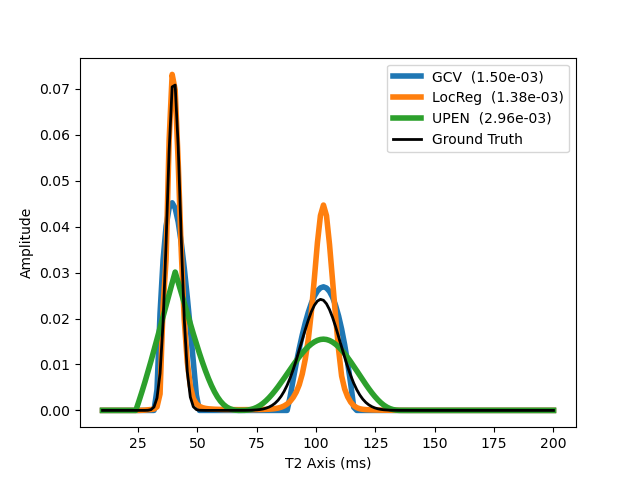 GCV (1.50e-03)
LocReg (1.38e-03)
UPEN (2.96e-03)
Ground Truth
Amplitude
0.07
0.06
0.05
0.04
0.03
0.02
0.01
0.00
25 50 75 100 125 150 175 200
T2 Axis (ms)